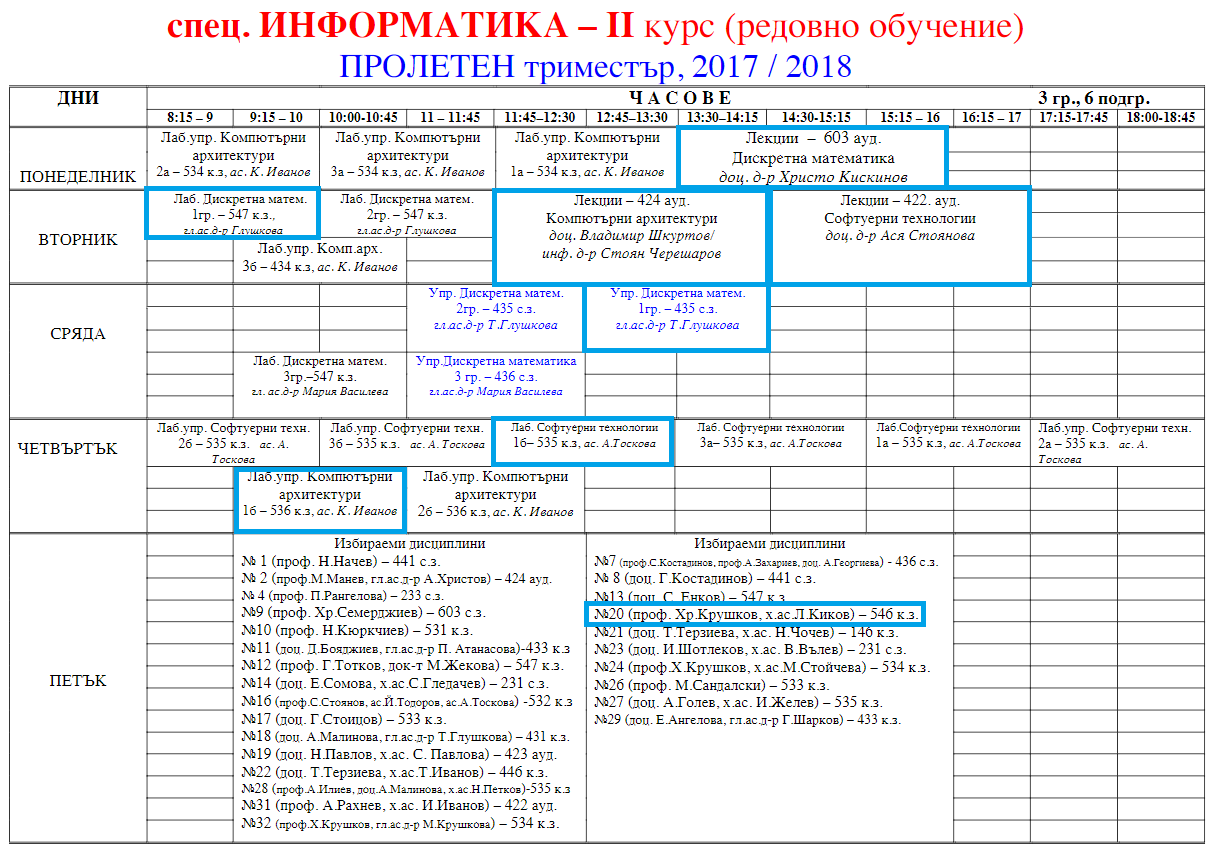 спец. ИНФОРМАТИКА – II курс (редовно обучение)
ПРОЛЕТЕН триместър, 2017 / 2018
ДНИ
Ч А С О В Е
3 гр., 6 подгр.
8:15 – 9
9:15 – 10
10:00-10:45
11 – 11:45
11:45–12:30
12:45–13:30
13:30–14:15
14:30-15:15
15:15 – 16
16:15 – 17
17:15-17:45
18:00-18:45
ПОНЕДЕЛНИК
Лаб.упр. Компютърни
архитектури
2а – 534 к.з, ас. К. Иванов
Лаб.упр. Компютърни
архитектури
3а – 534 к.з, ас. К. Иванов
Лаб.упр. Компютърни
архитектури
1а – 534 к.з, ас. К. Иванов
Лекции – 603 ауд.
Дискретна математика
доц. д-р Христо Кискинов
ВТОРНИК
Лаб. Дискретна матем.
1гр. – 547 к.з.,
гл.ас.д-р Глушкова
Лаб. Дискретна матем.
2гр. – 547 к.з.
гл.ас.д-р Глушкова
Лаб.упр. Комп.арх.
3б – 434 к.з, ас. К. Иванов
Лекции – 424 ауд.
Компютърни архитектури
доц. Владимир Шкуртов/
инф. д-р Стоян Черешаров
Лекции – 422. ауд.
Софтуерни технологии
доц. д-р Ася Стоянова
СРЯДА
Упр. Дискретна матем.
2гр. – 435 с.з.
гл.ас.д-р Т.Глушкова
Упр. Дискретна матем.
1гр. – 435 с.з.
гл.ас.д-р Т.Глушкова
Лаб. Дискретна матем.
3гр.–547 к.з.
гл. ас.д-р Мария Василева
Упр.Дискретна математика
3 гр. – 436 с.з.
гл.ас.д-р Мария Василева
ЧЕТВЪРТЪК
Лаб.упр. Софтуерни техн.
2б – 535 к.з. ас. А.
Тоскова
Лаб.упр. Софтуерни техн.
3б – 535 к.з. ас. А.Тоскова
Лаб. Софтуерни технологии
1б– 535 к.з, ас. А.Тоскова
Лаб. Софтуерни технологии
3а– 535 к.з, ас. А.Тоскова
Лаб.Софтуерни технологии
1а – 535 к.з, ас. А.Тоскова
Лаб.упр. Софтуерни техн.
2а – 535 к.з. ас. А.
Тоскова
Лаб.упр. Компютърни
архитектури
1б – 536 к.з, ас. К. Иванов
Лаб.упр. Компютърни
архитектури
2б – 536 к.з, ас. К. Иванов
ПЕТЪК
Избираеми дисциплини
№ 1 (проф. Н.Начев) – 441 с.з.
№ 2 (проф.М.Манев, гл.ас.д-р А.Христов) – 424 ауд.
№ 4 (проф. П.Рангелова) – 233 с.з.
№9 (проф. Хр.Семерджиев) – 603 с.з.
№10 (проф. Н.Кюркчиев) – 531 к.з.
№11 (доц. Д.Бояджиев, гл.ас.д-р П. Атанасова)-433 к.з
№12 (проф. Г.Тотков, док-т М.Жекова) – 547 к.з.
№14 (доц. Е.Сомова, х.ас.С.Гледачев) – 231 с.з.
№16 (проф.С.Стоянов, ас.Й.Тодоров, ас.А.Тоскова) -532 к.з
№17 (доц. Г.Стоицов) – 533 к.з.
№18 (доц. А.Малинова, гл.ас.д-р Т.Глушкова) – 431 к.з.
№19 (доц. Н.Павлов, х.ас. С. Павлова) – 423 ауд.
№22 (доц. Т.Терзиева, х.ас.Т.Иванов) – 446 к.з.
№28 (проф.А.Илиев, доц.А.Малинова, х.ас.Н.Петков)-535 к.з
№31 (проф. А.Рахнев, х.ас. И.Иванов) – 422 ауд.
№32 (проф.Х.Крушков, гл.ас.д-р М.Крушкова) – 534 к.з.
Избираеми дисциплини
№7 (проф.С.Костадинов, проф.А.Захариев, доц. А.Георгиева) - 436 с.з.
№ 8 (доц. Г.Костадинов) – 441 с.з.
№13 (доц. С. Енков) – 547 к.з
№20 (проф. Хр.Крушков, х.ас.Л.Киков) – 546 к.з.
№21 (доц. Т.Терзиева, х.ас. Н.Чочев) – 146 к.з.
№23 (доц. И.Шотлеков, х.ас. В.Вълев) – 231 с.з.
№24 (проф.Х.Крушков, х.ас.М.Стойчева) – 534 к.з.
№26 (проф. М.Сандалски) – 533 к.з.
№27 (доц. А.Голев, х.ас. И.Желев) – 535 к.з.
№29 (доц. Е.Ангелова, гл.ас.д-р Г.Шарков) – 433 к.з.